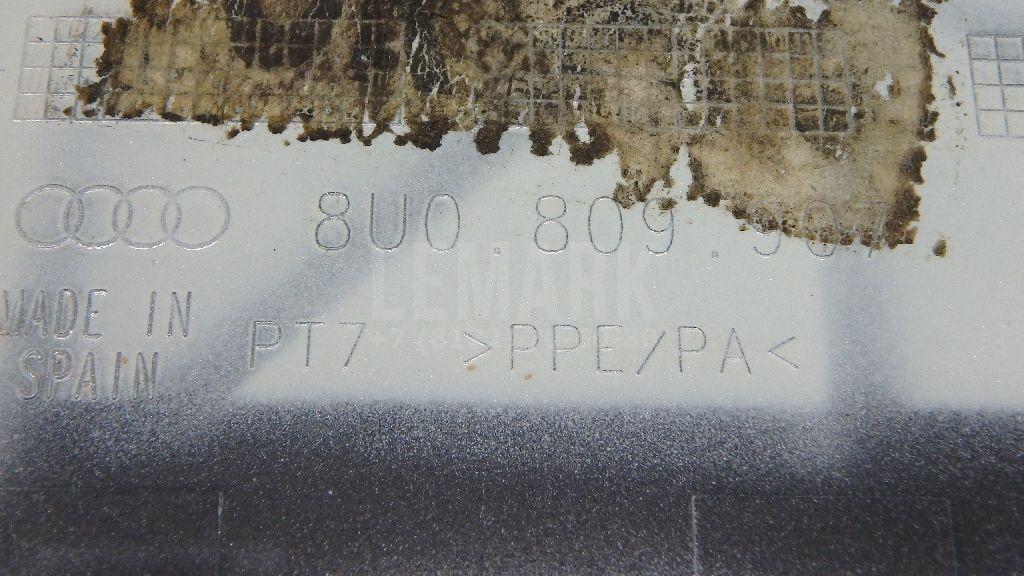 8U0.809.907
MADE IN
SPAIN
PT7 >PPE/PA<
LEMARK